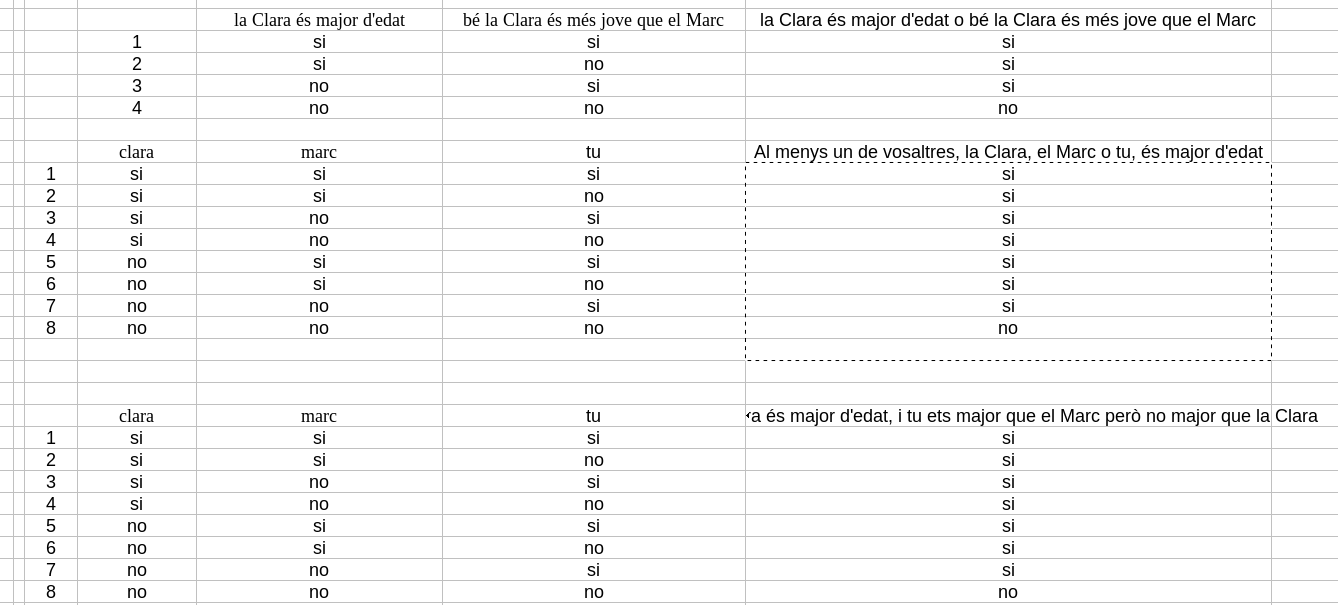 la Clara és major d'edat bé la Clara és més jove que el Marc la Clara és major d'edat o bé la Clara és més jove que el Marc
1 si si si
2 si no si
3 no si si
4 no no no
clara marc tu Al menys un de vosaltres, la Clara, el Marc o tu, és major d'edat
1 si si si si
2 si si no si
3 si no si si
4 si no no si
5 no si si si
6 no si no si
7 no no si si
8 no no no no
clara marc tu a és major d'edat, i tu ets major que el Marc però no major que la Clara
1 si si si si
2 si si no si
3 si no si si
4 si no no si
5 no si si si
6 no si no si
7 no no si si
8 no no no no